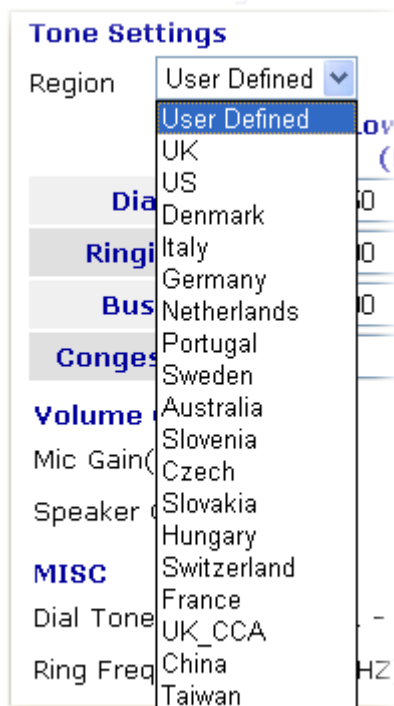 Tone Settings
Region User Defined
User Defined
UK
US
Denmark
Italy
Germany
Netherlands
Portugal
Sweden
Australia
Slovenia
Czech
Slovakia
Hungary
Switzerland
France
UK_CCA
China
Taiwan
Volume
Mic Gain(
Speaker
MISC
Dial Tone -
Ring Freq HZ